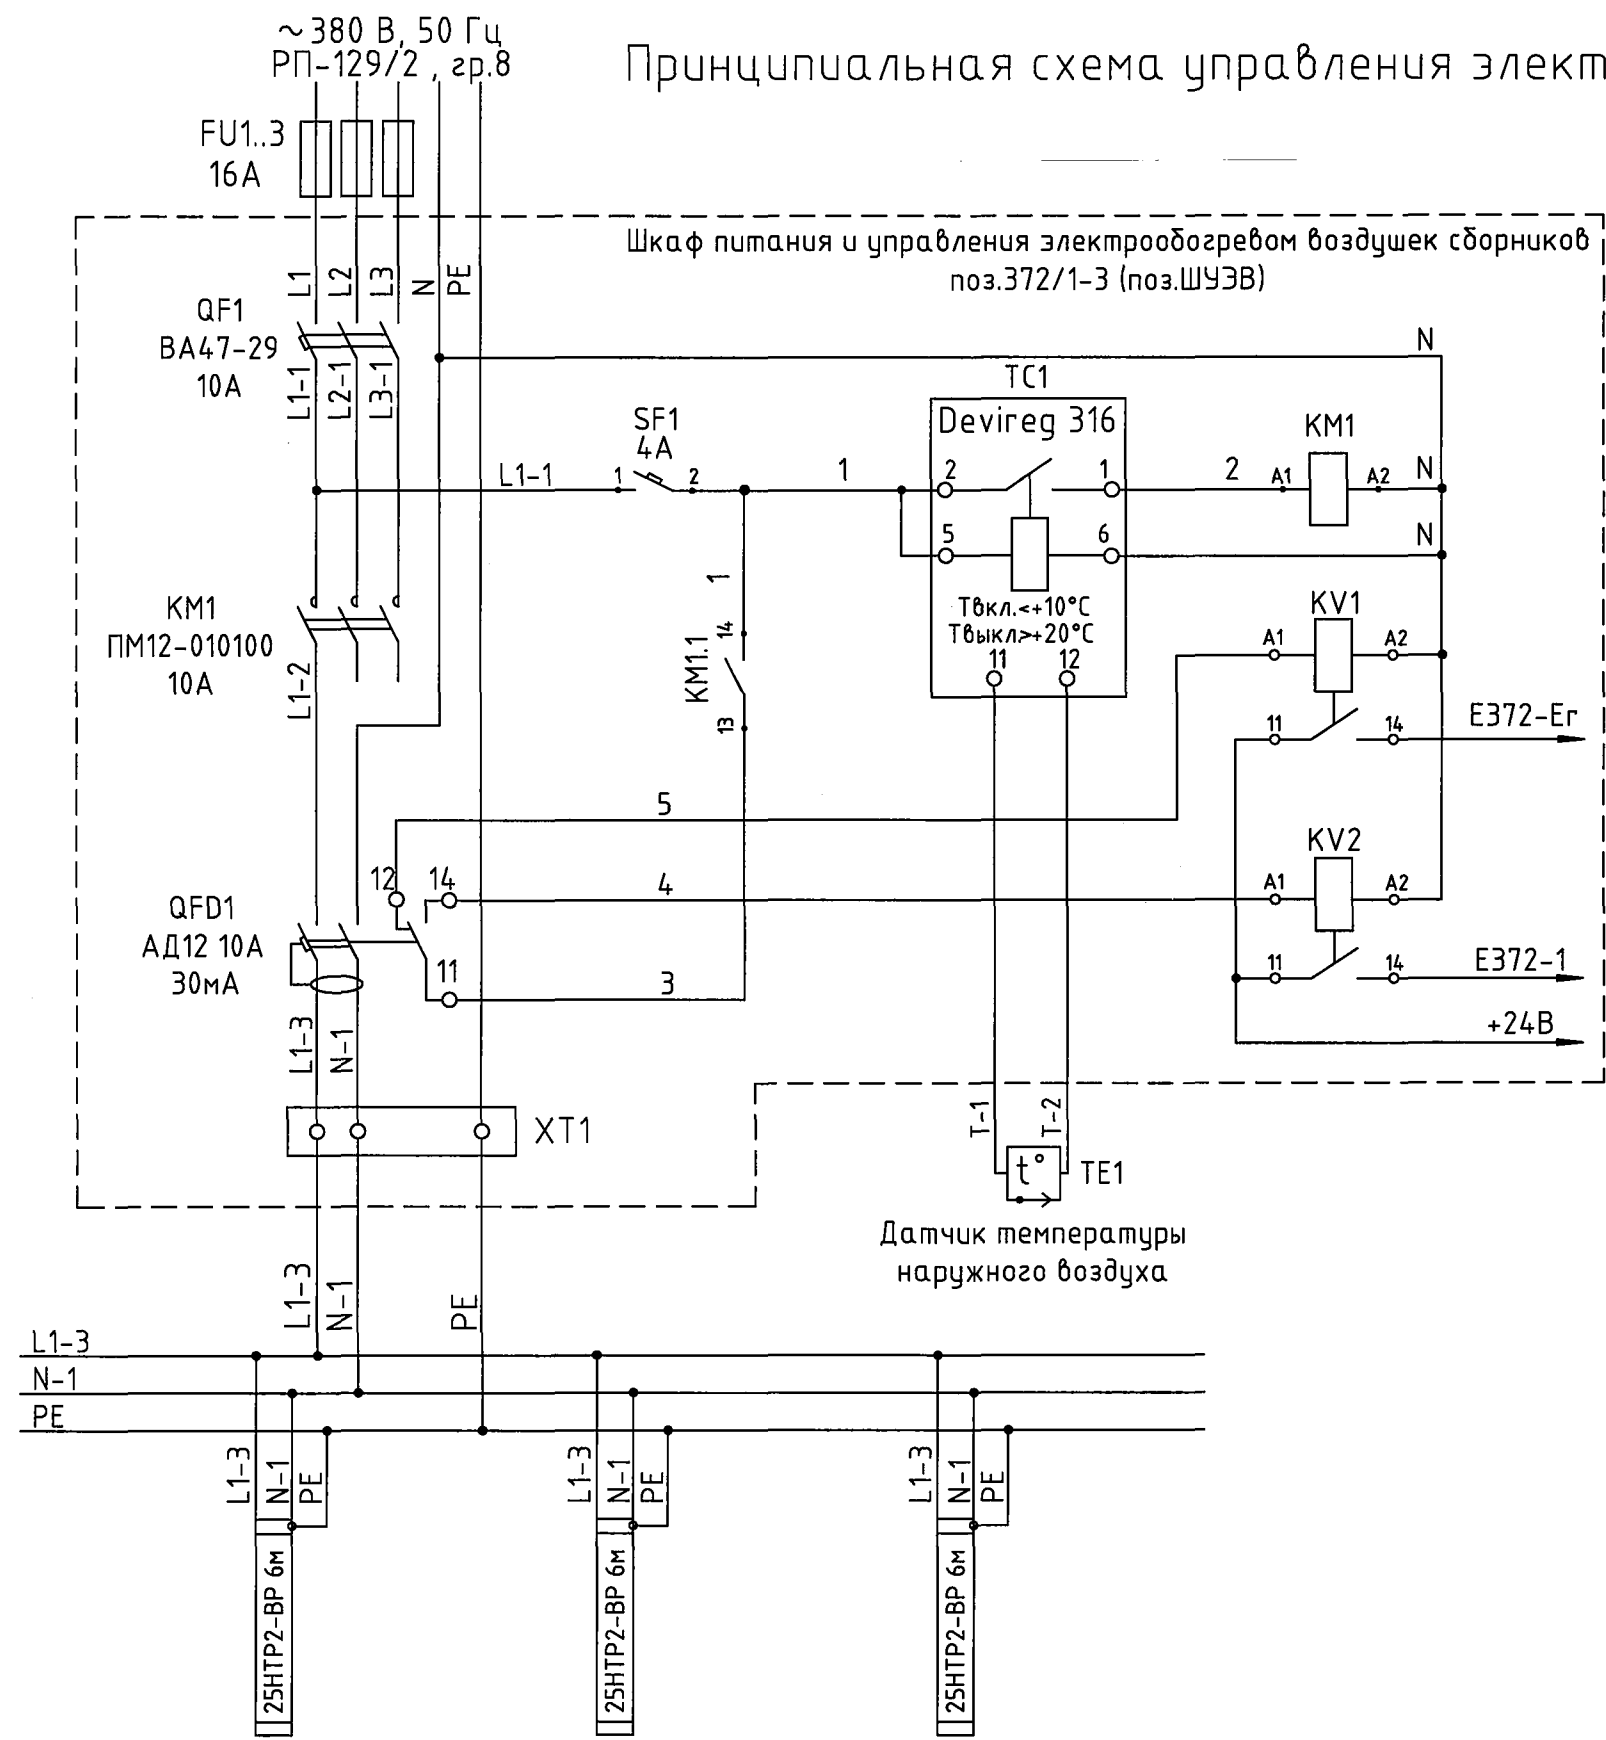 ~380 В, 50 Гц
РП-129/2 , гр.8
Принципиальная схема управления элект
FU1..3
16А
Шкаф питания и управления электрообогревом воздушек сборников
поз.372/1-3 (поз.ШУЭВ)
L1
L2
L3
N
PE
QF1
ВА47-29
10А
L1-1
L2-1
L3-1
N
TC1
Devireg 316
SF1
4А
KM1
L1-1
1
2
1
2
1
2
A1
A2
N
5
6
N
Твкл.<+10°С
Твыкл>+20°С
11
12
KM1
ПМ12-010100
10А
L1-2
1
14
KM1.1
13
KV1
A1
A2
11
14
E372-Er
5
12
14
4
KV2
A1
A2
QFD1
АД12 10А
30мА
11
3
11
14
E372-1
+24В
L1-3
N-1
XT1
T-1
T-2
t°
TE1
Датчик температуры
наружного воздуха
L1-3
N-1
PE
L1-3
N-1
PE
L1-3
N-1
PE
L1-3
N-1
PE
L1-3
N-1
PE
25НТР2-ВР 6м
25НТР2-ВР 6м
25НТР2-ВР 6м